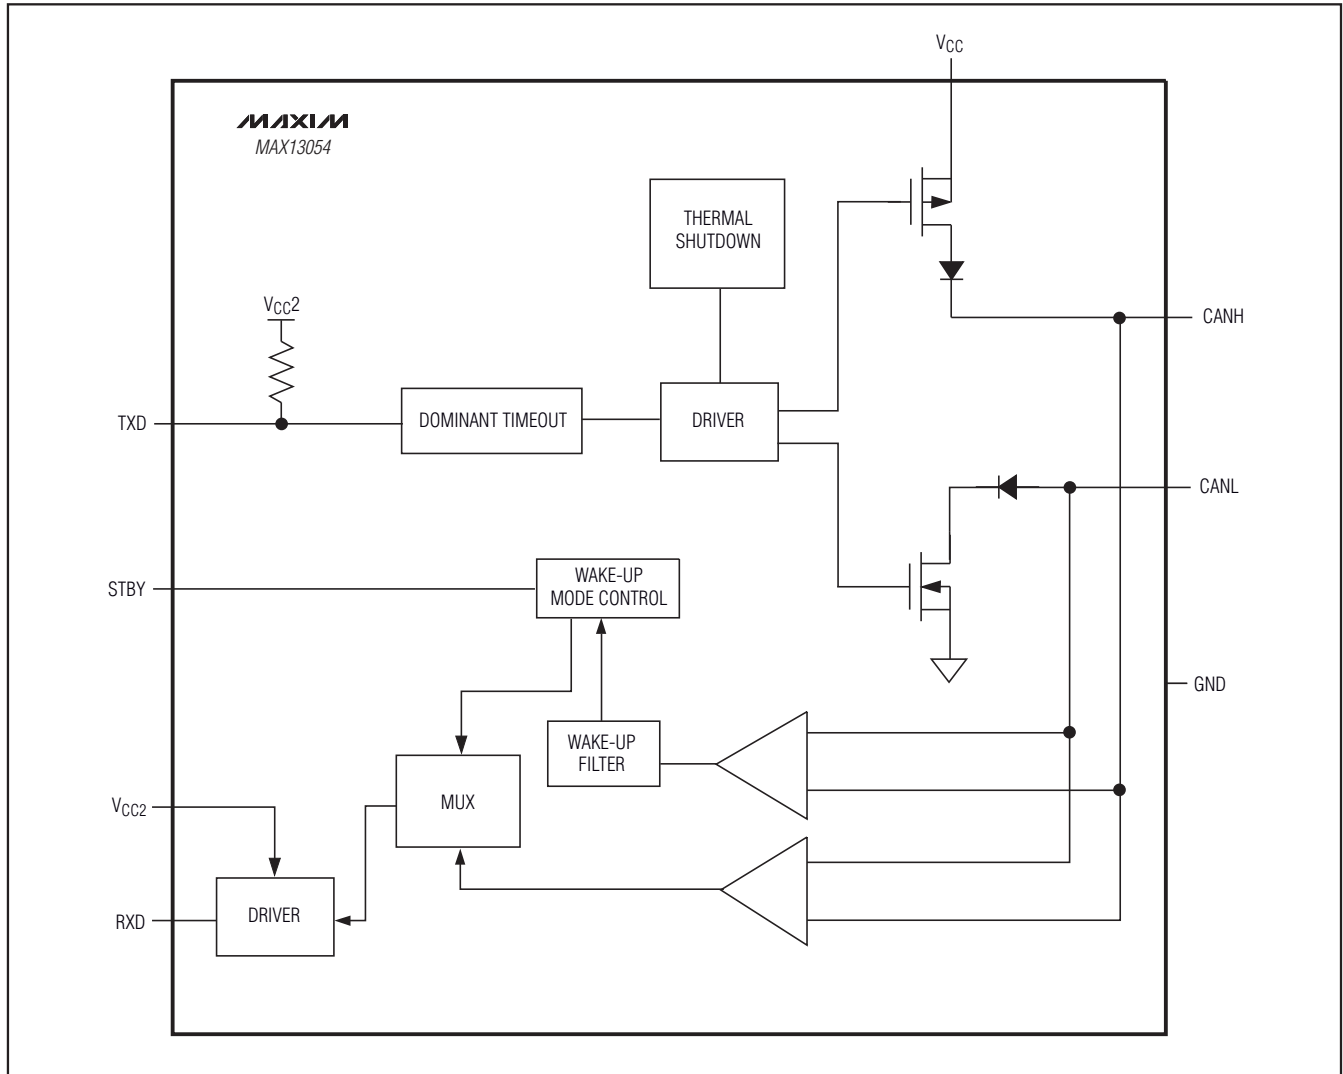 VCC
MAXIM
MAX13054
THERMAL
SHUTDOWN
VCC2
CANH
TXD
DOMINANT TIMEOUT
DRIVER
CANL
STBY
WAKE-UP
MODE CONTROL
GND
WAKE-UP
FILTER
VCC2
MUX
RXD
DRIVER